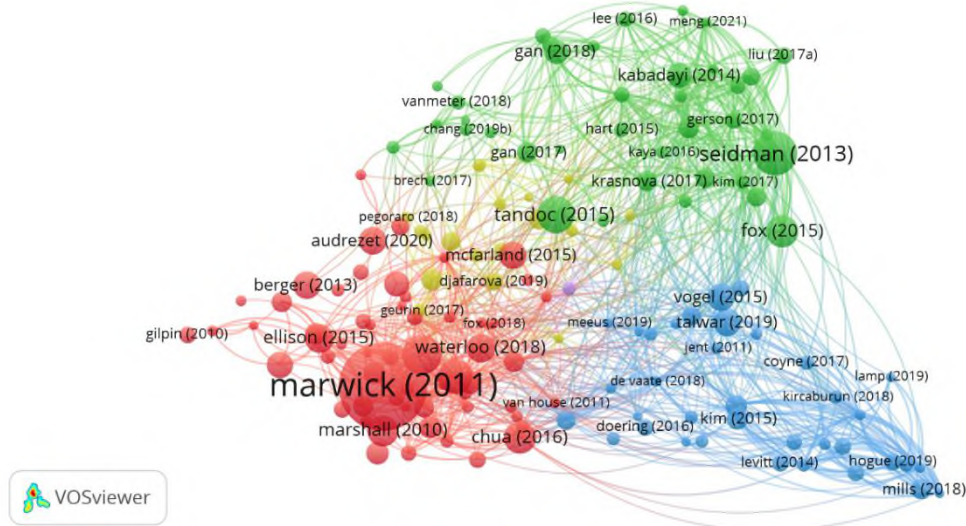 lee (2016)
meng (2021)
gan (2018)
liu (2017a)
kabadayi (2014)
vanmeter (2018)
gerson (2017)
chang (2019b)
hart (2015)
gan (2017)
kaya (2016)
seidman (2013)
brech (2017)
krasnova (2017)
kim (2017)
pegoraro (2018)
tandoc (2015)
fox (2015)
audrezet (2020)
mcfarland (2015)
berger (2013)
djafarova (2019)
vogel (2015)
geurin (2017)
fox (2018)
meeus (2019)
talwar (2019)
gilpin (2010)
ellison (2015)
waterloo (2018)
jent (2011)
coyne (2017)
marwick (2011)
de vaate (2018)
lamp (2019)
van house (2011)
kircaburun (2018)
marshall (2010)
chua (2016)
doering (2016)
kim (2015)
levitt (2014)
hogue (2019)
mills (2018)
VOSviewer